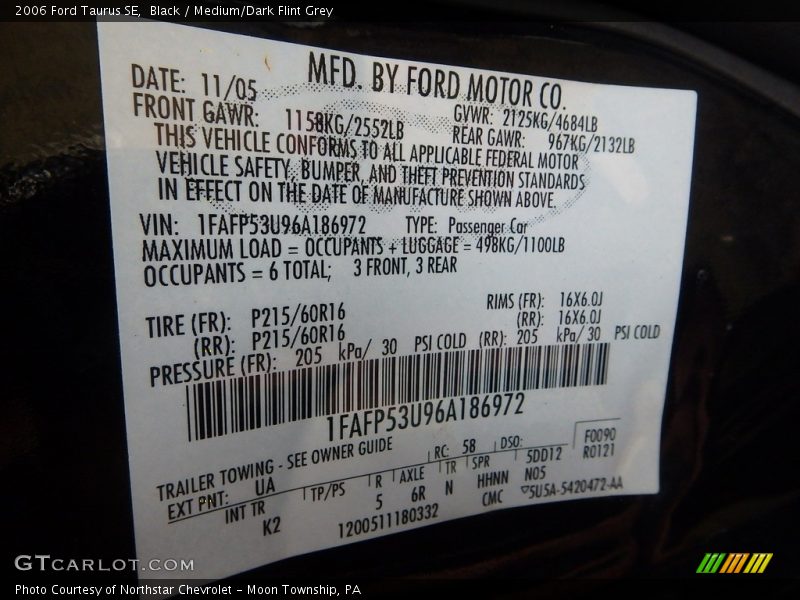 2006 Ford Taurus SE, Black / Medium/Dark Flint Grey
MFD. BY FORD MOTOR CO.
DATE: 11/05 GVWR: 2125KG/4684LB
FRONT GAWR: 1158KG/2552LB REAR GAWR: 967KG/2132LB
THIS VEHICLE CONFORMS TO ALL APPLICABLE FEDERAL MOTOR
VEHICLE SAFETY, BUMPER, AND THEFT PREVENTION STANDARDS
IN EFFECT ON THE DATE OF MANUFACTURE SHOWN ABOVE.
VIN: 1FAFP53U96A186972 TYPE: Passenger Car
MAXIMUM LOAD = OCCUPANTS + LUGGAGE = 498KG/1100LB
OCCUPANTS = 6 TOTAL; 3 FRONT, 3 REAR
TIRE (FR): P215/60R16 RIMS (FR): 16X6.0J
(RR): P215/60R16 (RR): 16X6.0J
PRESSURE (FR): 205 kPa/ 30 PSI COLD (RR): 205 kPa/ 30 PSI COLD
1FAFP53U96A186972
TRAILER TOWING - SEE OWNER GUIDE RC: 58 DSO: F0090
EXT PNT: UA 5DD12 R0121
INT TR TP/PS R AXLE TR SPR N05
K2 5 6R N HHNN ▽5U5A-5420472-AA
1200511180332 CMC
GTcarlot.com
Photo Courtesy of Northstar Chevrolet - Moon Township, PA